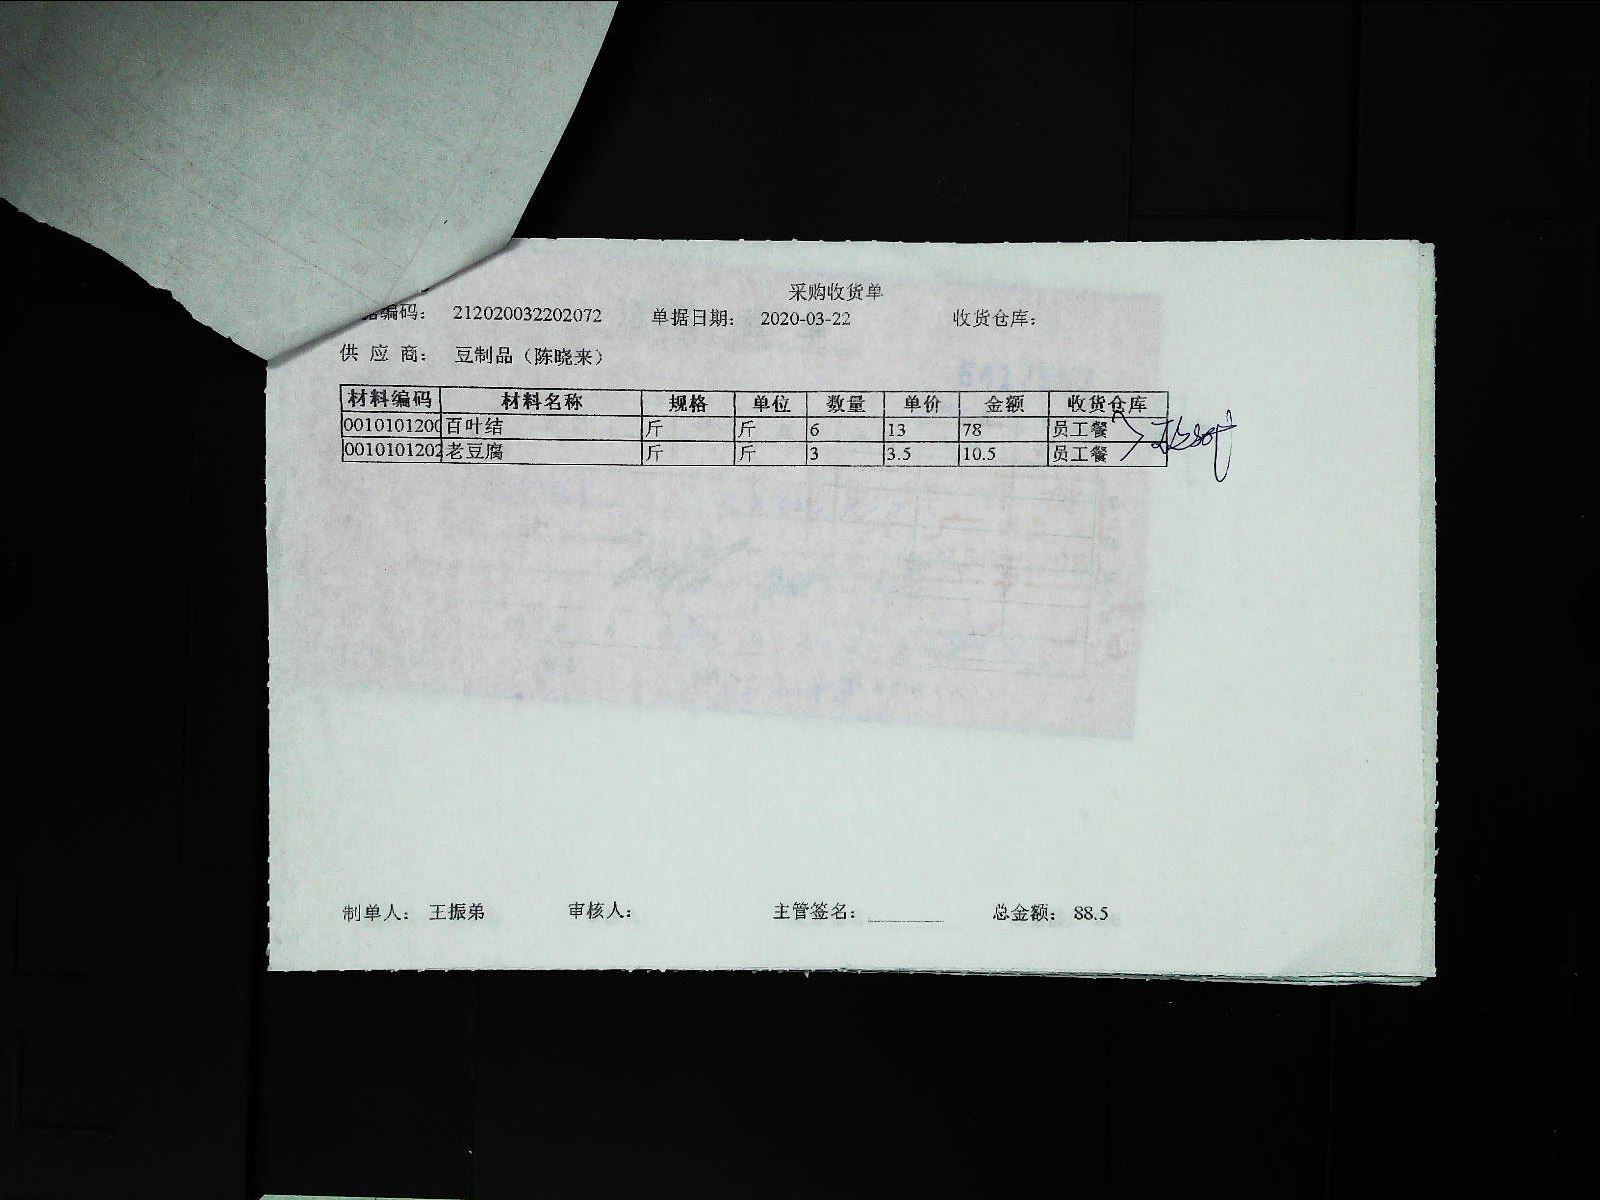 采购收货单
编码： 212020032202072 单据日期： 2020-03-22 收货仓库：
供 应 商： 豆制品（陈晓来）
材料编码 材料名称 规格 单位 数量 单价 金额 收货仓库
0010101200 百叶结 斤 斤 6 13 78 员工餐
0010101202 老豆腐 斤 斤 3 3.5 10.5 员工餐
制单人： 王振弟 审核人： 主管签名： 总金额： 88.5